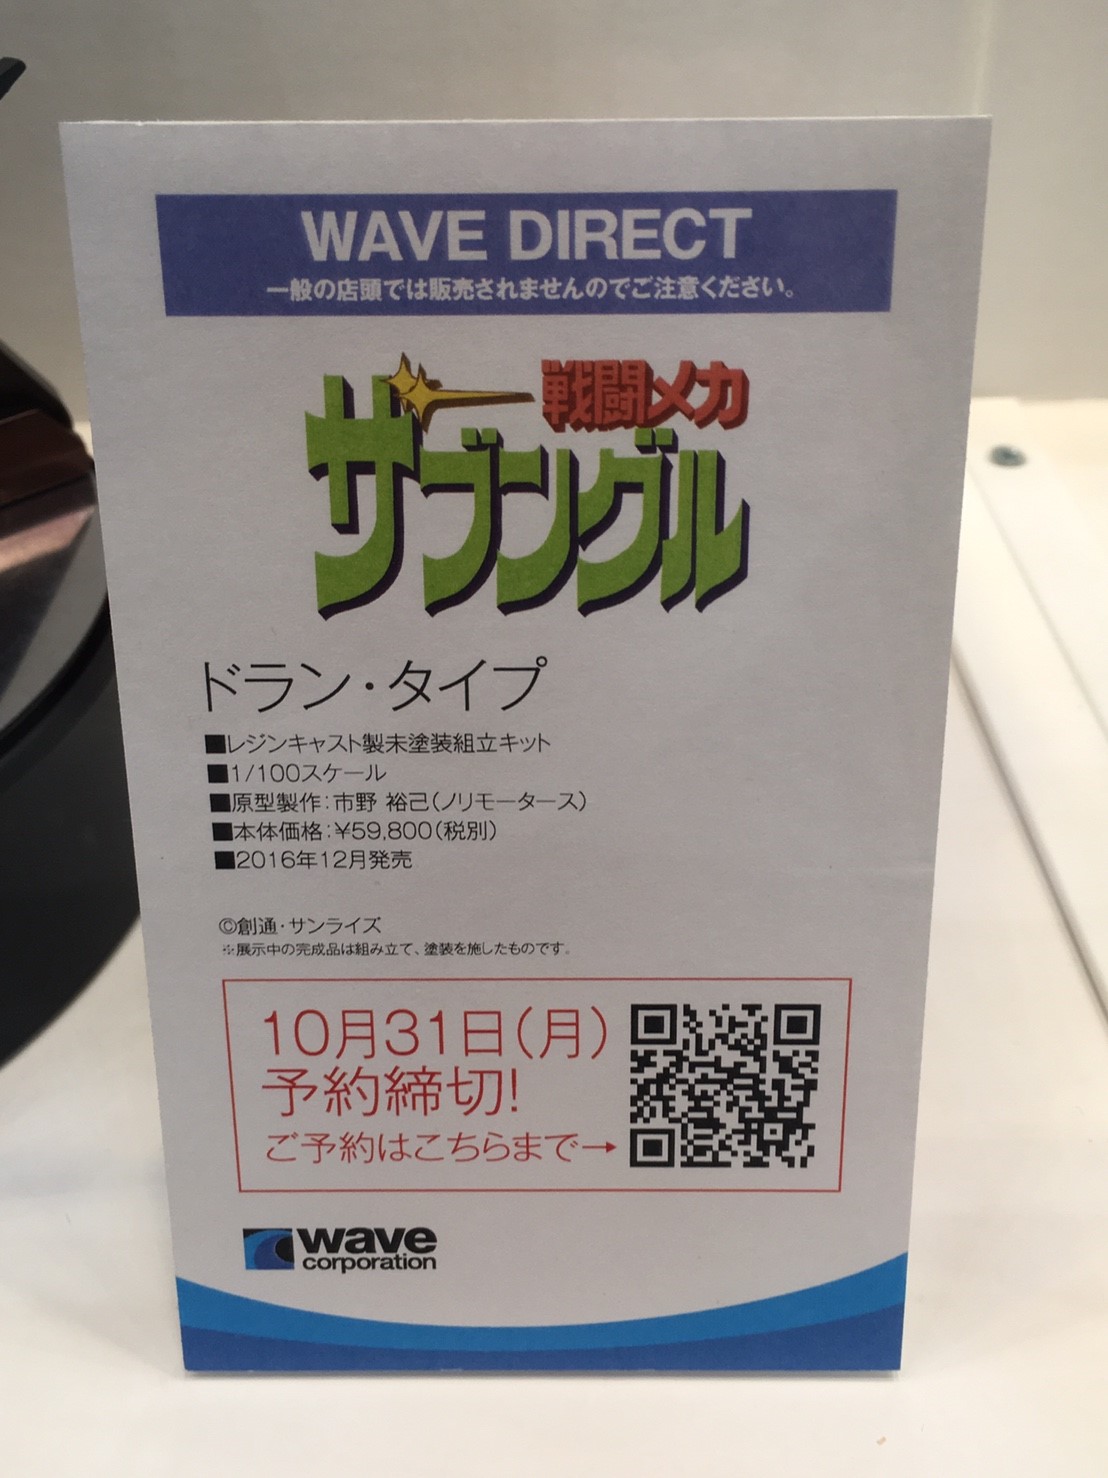 WAVE DIRECT
一般の店頭では販売されませんのでご注意ください。
戦闘メカ
ザブングル
ドラン・タイプ
■レジンキャスト製未塗装組立キット
■1/100スケール
■原型製作：市野 裕己（ノリモータース）
■本体価格：¥59,800（税別）
■2016年12月発売
©創通・サンライズ
※展示中の完成品は組み立て、塗装を施したものです。
10月31日（月）
予約締切！
ご予約はこちらまで→
wave
corporation